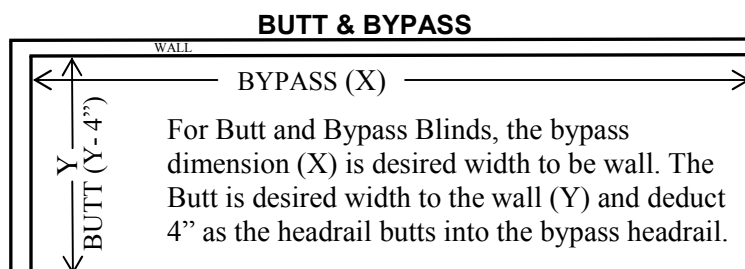 BUTT & BYPASS
WALL
BYPASS (X)
Y
BUTT (Y- 4”)
For Butt and Bypass Blinds, the bypass
dimension (X) is desired width to be wall. The
Butt is desired width to the wall (Y) and deduct
4” as the headrail butts into the bypass headrail.